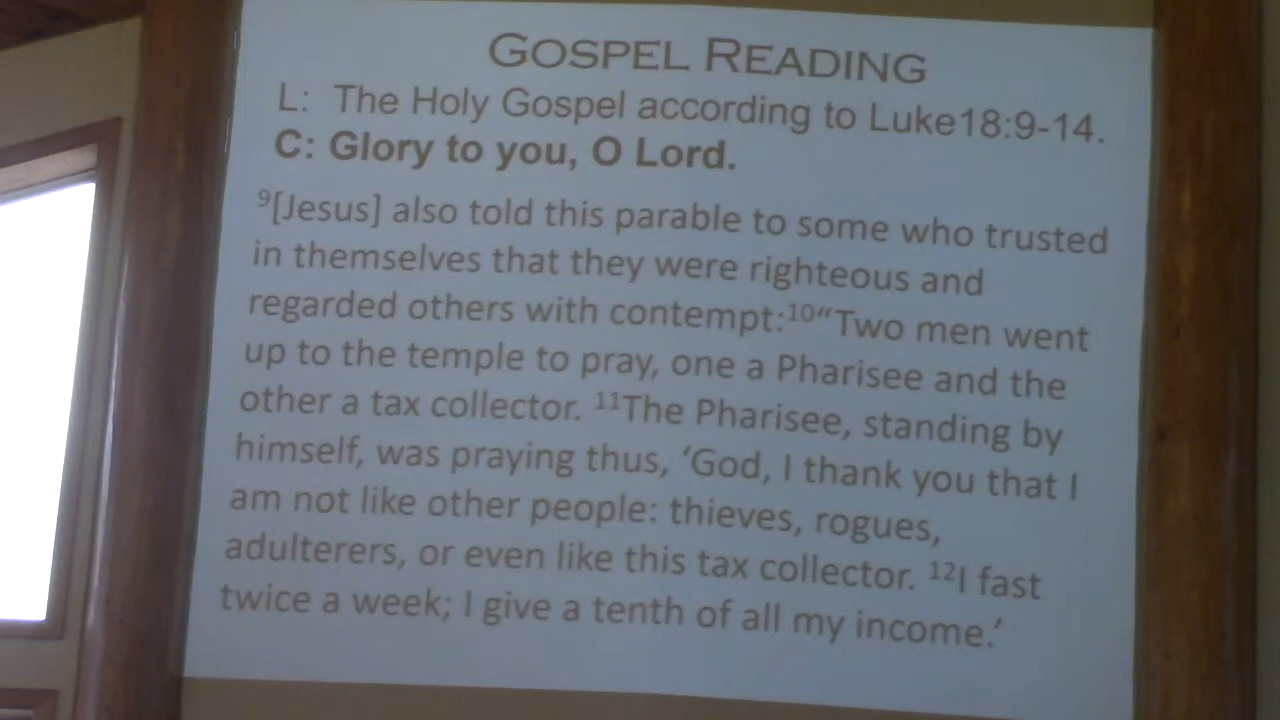 GOSPEL READING
L: The Holy Gospel according to Luke18:9-14.
C: Glory to you, O Lord.
⁹[Jesus] also told this parable to some who trusted
in themselves that they were righteous and
regarded others with contempt:¹⁰“Two men went
up to the temple to pray, one a Pharisee and the
other a tax collector. ¹¹The Pharisee, standing by
himself, was praying thus, ‘God, I thank you that I
am not like other people: thieves, rogues,
adulterers, or even like this tax collector. ¹²I fast
twice a week; I give a tenth of all my income.’